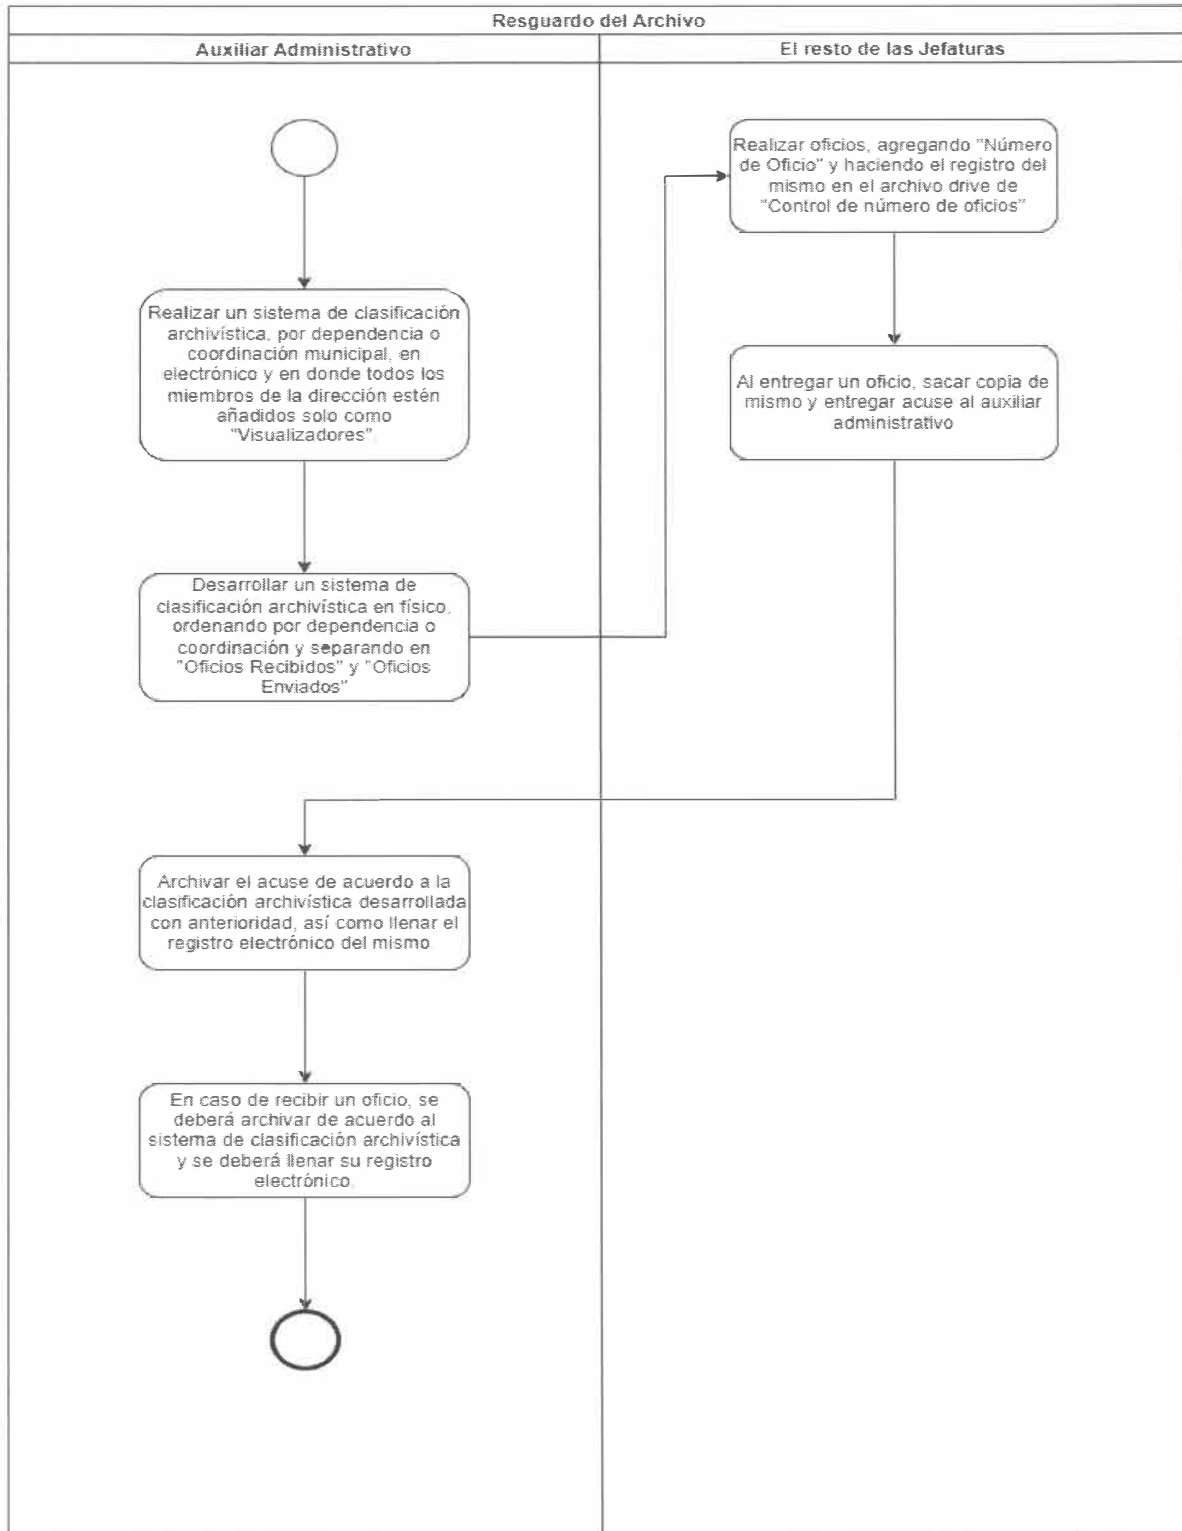 Resguardo del Archivo
Auxiliar Administrativo
El resto de las Jefaturas
Realizar un sistema de clasificación
archivística, por dependencia o
coordinación municipal, en
electrónico y en donde todos los
miembros de la dirección estén
añadidos solo como
"Visualizadores".
Desarrollar un sistema de
clasificación archivística en físico,
ordenando por dependencia o
coordinación y separando en
"Oficios Recibidos" y "Oficios
Enviados"
Realizar oficios, agregando "Número
de Oficio" y haciendo el registro del
mismo en el archivo drive de
"Control de número de oficios"
Al entregar un oficio, sacar copia de
mismo y entregar acuse al auxiliar
administrativo
Archivar el acuse de acuerdo a la
clasificación archivística desarrollada
con anterioridad, así como llenar el
registro electrónico del mismo
En caso de recibir un oficio, se
deberá archivar de acuerdo al
sistema de clasificación archivística
y se deberá llenar su registro
electrónico.